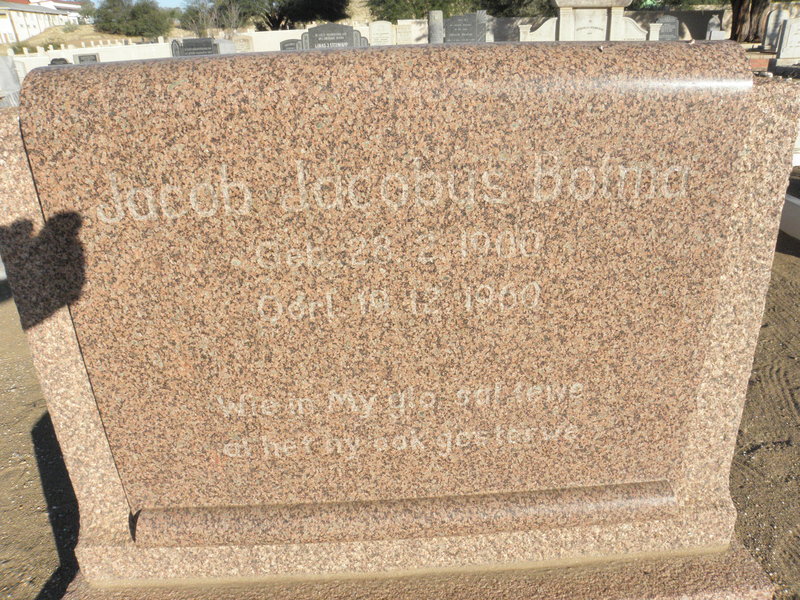 Jacob Jacobus Botma
Geb. 28. 2. 1900
Oorl. 19. 12. 1960
Wie in My glo, sal lewe
al het hy ook gesterwe